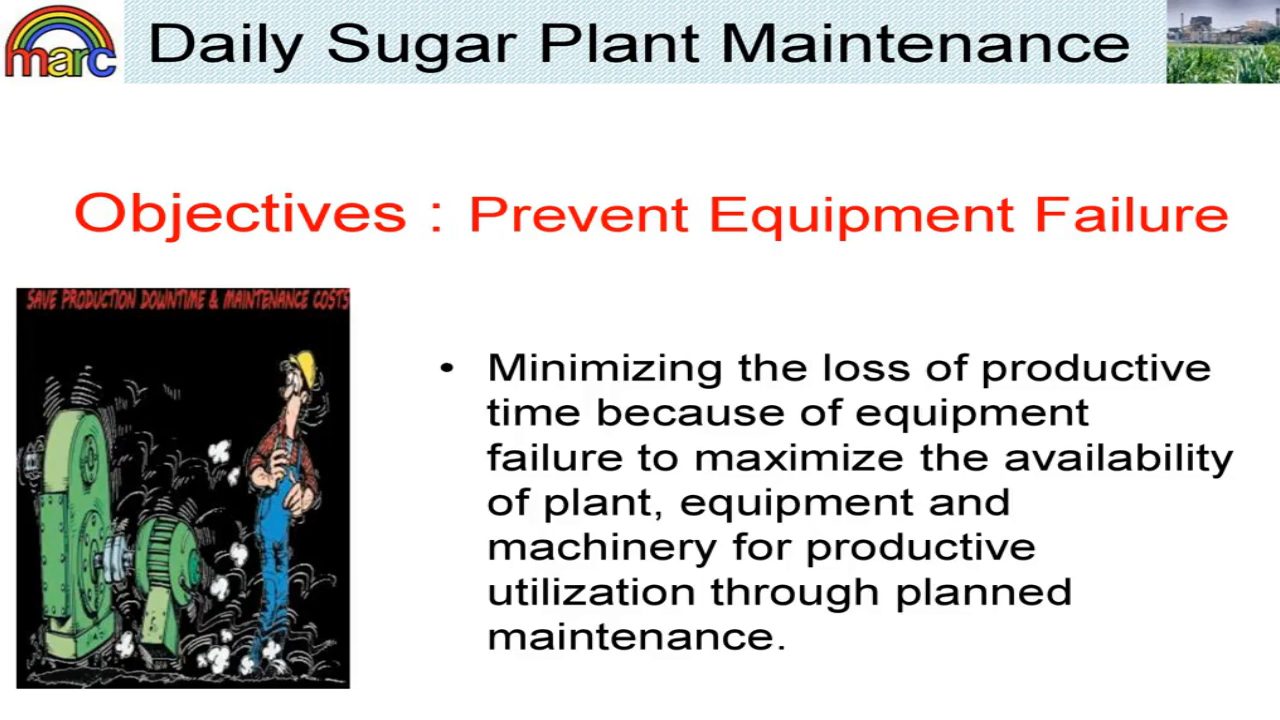 marc
Daily Sugar Plant Maintenance
Objectives : Prevent Equipment Failure
SAVE PRODUCTION DOWNTIME & MAINTENANCE COSTS
• Minimizing the loss of productive
time because of equipment
failure to maximize the availability
of plant, equipment and
machinery for productive
utilization through planned
maintenance.